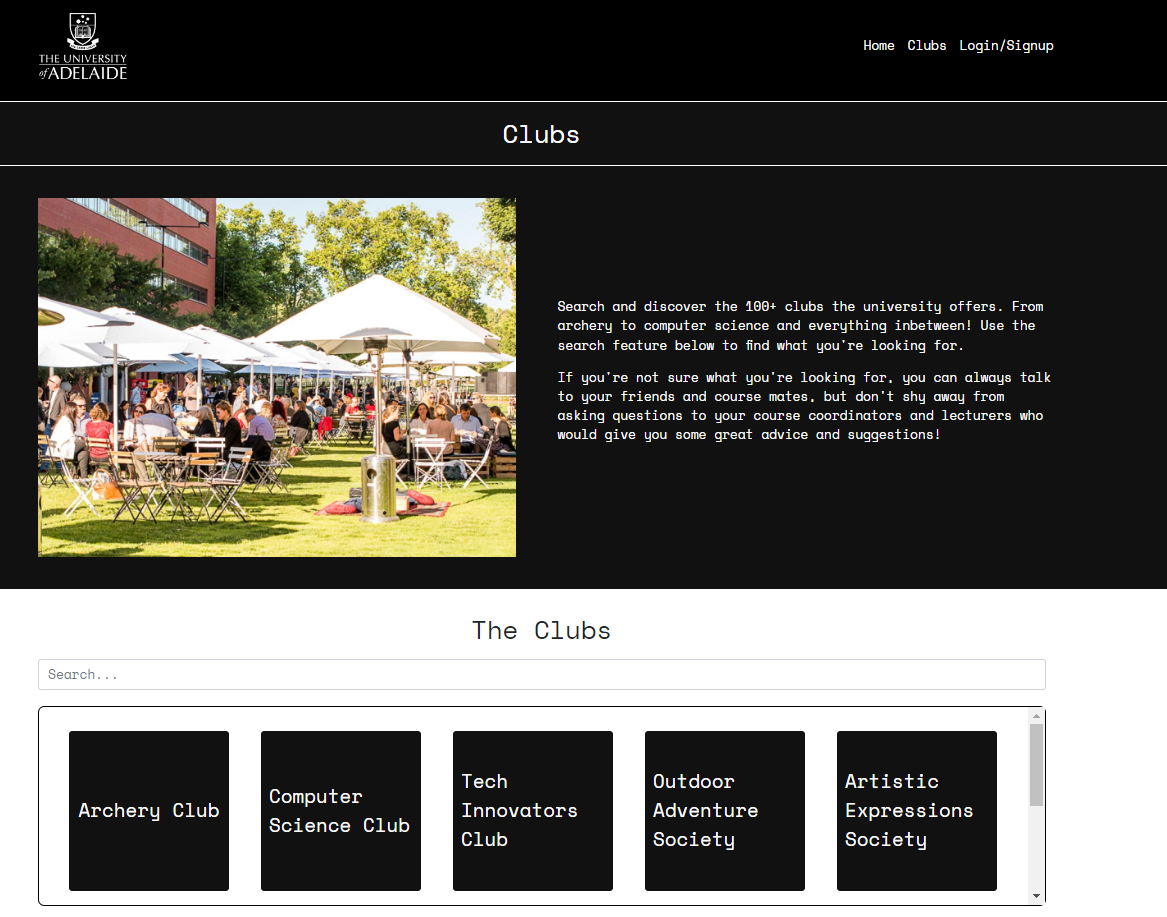 THE UNIVERSITY
of ADELAIDE
Home Clubs Login/Signup
Clubs
Search and discover the 100+ clubs the university offers. From
archery to computer science and everything inbetween! Use the
search feature below to find what you're looking for.
If you're not sure what you're looking for, you can always talk
to your friends and course mates, but don't shy away from
asking questions to your course coordinators and lecturers who
would give you some great advice and suggestions!
The Clubs
Search...
Archery Club
Computer
Science Club
Tech
Innovators
Club
Outdoor
Adventure
Society
Artistic
Expressions
Society